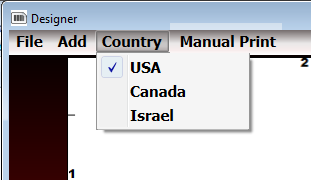 Designer
File Add Country Manual Print
USA
2
Canada
Israel
1